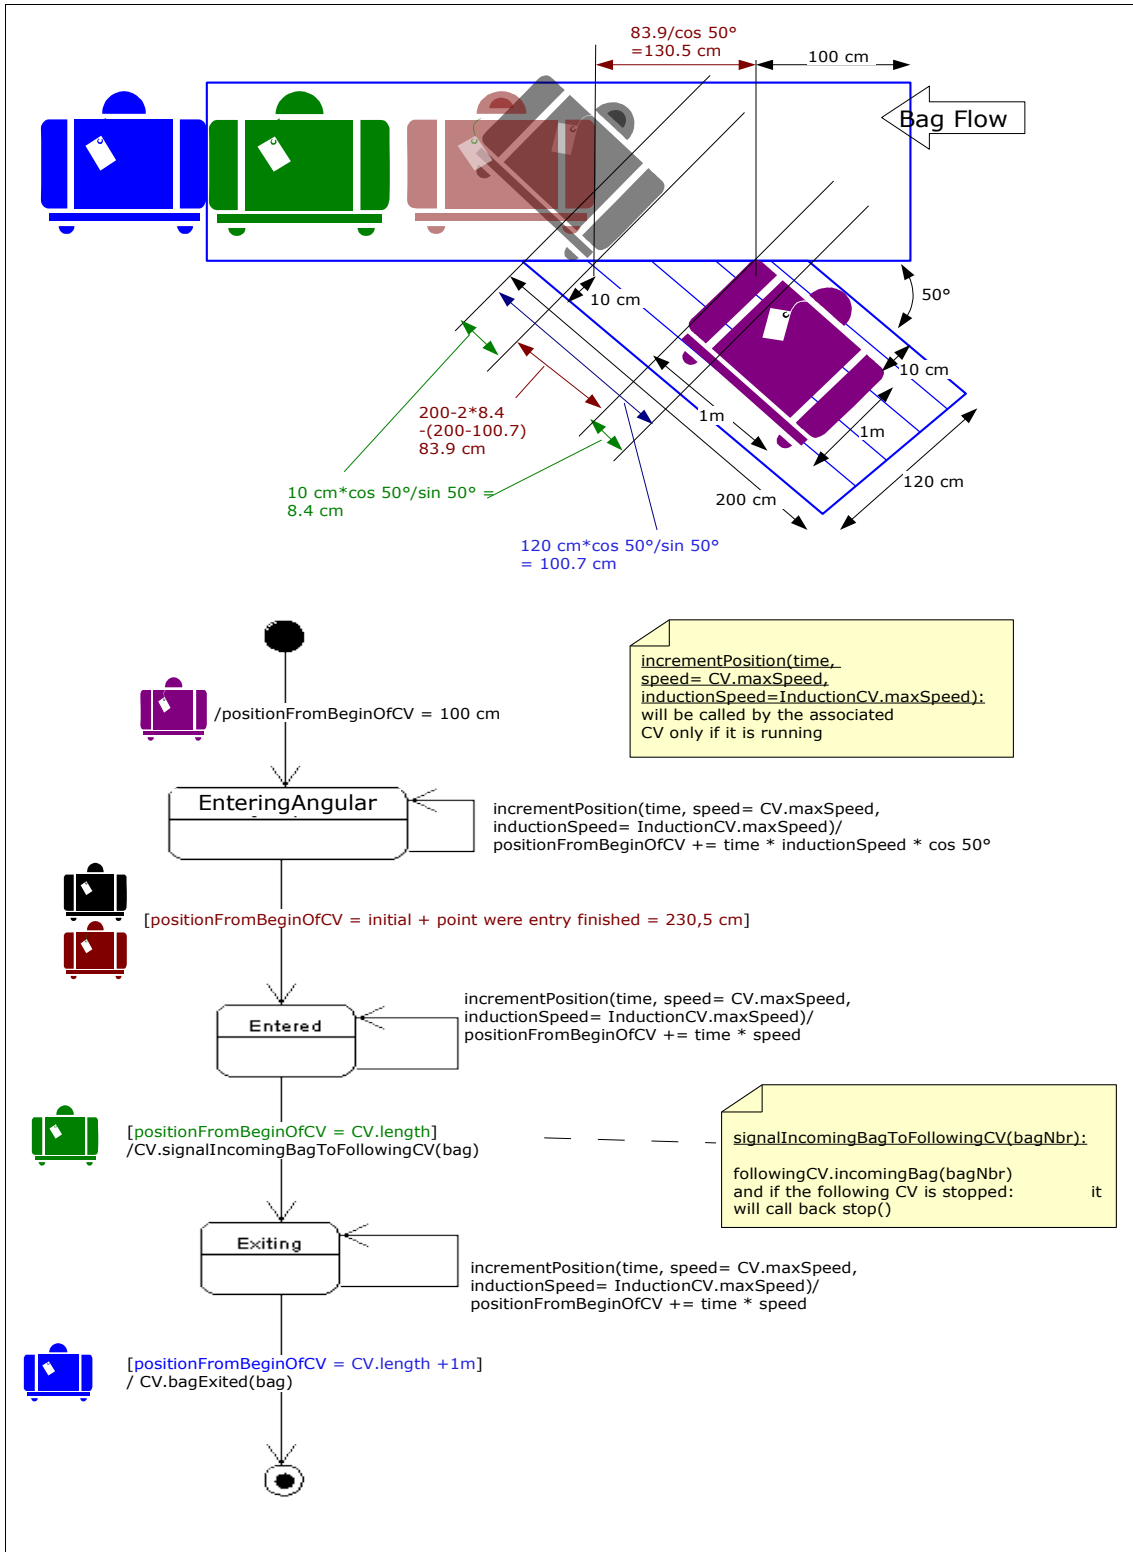 83.9/cos 50°
=130.5 cm
100 cm
Bag Flow
50°
10 cm
10 cm
1m
1m
200-2*8.4
-(200-100.7)
83.9 cm
200 cm
120 cm
10 cm*cos 50°/sin 50° =
8.4 cm
120 cm*cos 50°/sin 50°
= 100.7 cm
incrementPosition(time,
speed= CV.maxSpeed,
inductionSpeed=InductionCV.maxSpeed):
will be called by the associated
CV only if it is running
/positionFromBeginOfCV = 100 cm
EnteringAngular
incrementPosition(time, speed= CV.maxSpeed,
inductionSpeed= InductionCV.maxSpeed)/
positionFromBeginOfCV += time * inductionSpeed * cos 50°
[positionFromBeginOfCV = initial + point were entry finished = 230,5 cm]
Entered
incrementPosition(time, speed= CV.maxSpeed,
inductionSpeed= InductionCV.maxSpeed)/
positionFromBeginOfCV += time * speed
[positionFromBeginOfCV = CV.length]
/CV.signalIncomingBagToFollowingCV(bag)
signalIncomingBagToFollowingCV(bagNbr):
followingCV.incomingBag(bagNbr)
and if the following CV is stopped: it
will call back stop()
Exiting
incrementPosition(time, speed= CV.maxSpeed,
inductionSpeed= InductionCV.maxSpeed)/
positionFromBeginOfCV += time * speed
[positionFromBeginOfCV = CV.length +1m]
/ CV.bagExited(bag)